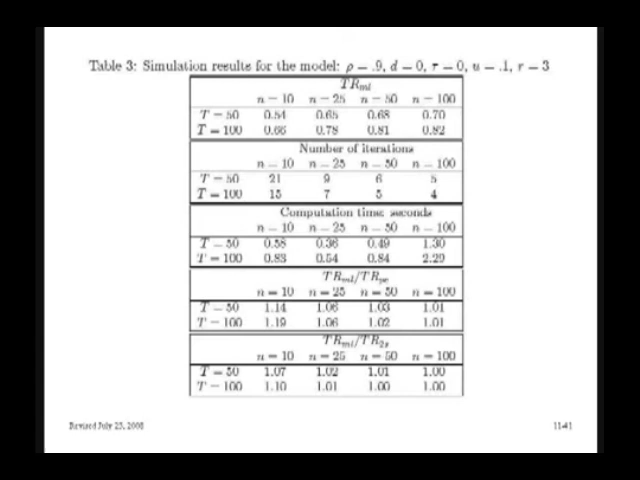 Table 3: Simulation results for the model: ρ = .9, d = 0, τ = 0, u = .1, r = 3
TR_ml
n = 10 n = 25 n = 50 n = 100
T = 50 0.54 0.65 0.68 0.70
T = 100 0.66 0.78 0.81 0.82
Number of iterations
n = 10 n = 25 n = 50 n = 100
T = 50 21 9 6 5
T = 100 15 7 5 4
Computation time: seconds
n = 10 n = 25 n = 50 n = 100
T = 50 0.58 0.36 0.49 1.30
T = 100 0.83 0.54 0.84 2.29
TR_ml/TR_pc
n = 10 n = 25 n = 50 n = 100
T = 50 1.14 1.06 1.03 1.01
T = 100 1.19 1.06 1.02 1.01
TR_ml/TR_2s
n = 10 n = 25 n = 50 n = 100
T = 50 1.07 1.02 1.01 1.00
T = 100 1.10 1.01 1.00 1.00
Revised July 23, 2008 11-41